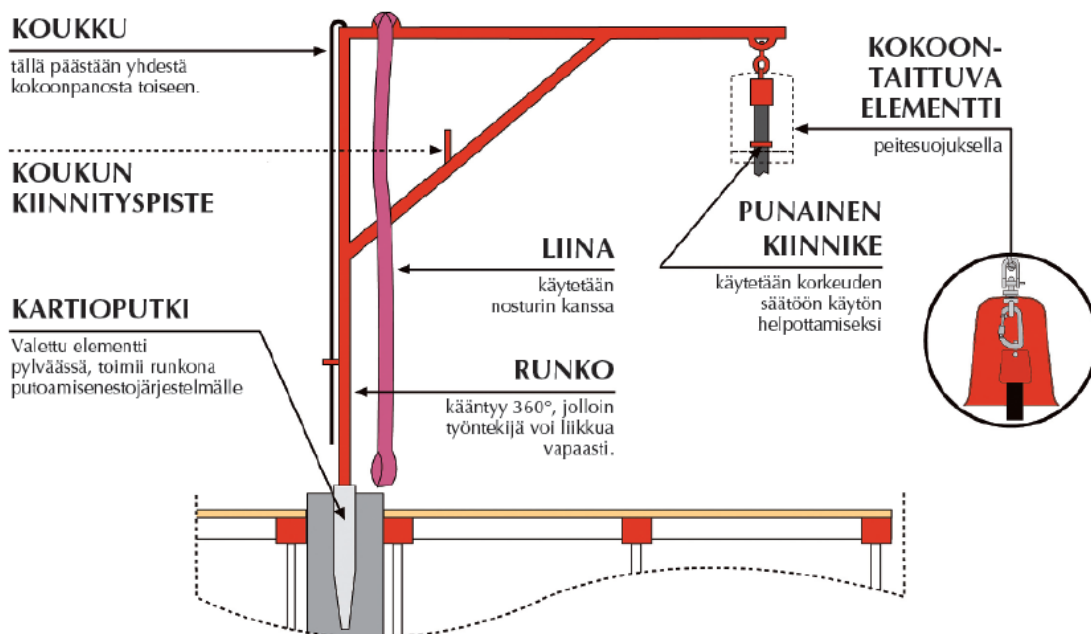 KOUKKU
tällä päästään yhdestä
kokoonpanosta toiseen.
KOUKUN
KIINNITYSPISTE
KARTIOPUTKI
Valettu elementti
pylväässä, toimii runkona
putoamisenestojärjestelmälle
LIINA
käytetään
nosturin kanssa
RUNKO
kääntyy 360°, jolloin
työntekijä voi liikkua
vapaasti.
KOKOON-
TAITTUVA
ELEMENTTI
peitesuojuksella
PUNAINEN
KIINNIKE
käytetään korkeuden
säätöön käytön
helpottamiseksi